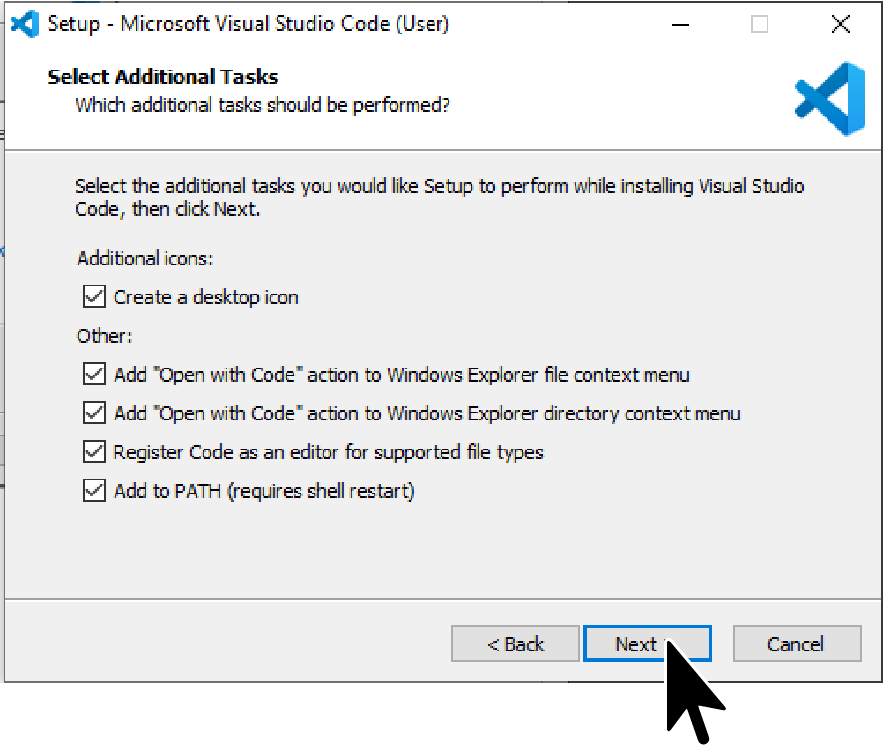 Setup - Microsoft Visual Studio Code (User)
Select Additional Tasks
Which additional tasks should be performed?
Select the additional tasks you would like Setup to perform while installing Visual Studio
Code, then click Next.
Additional icons:
Create a desktop icon
Other:
Add "Open with Code" action to Windows Explorer file context menu
Add "Open with Code" action to Windows Explorer directory context menu
Register Code as an editor for supported file types
Add to PATH (requires shell restart)
< Back
Next
Cancel